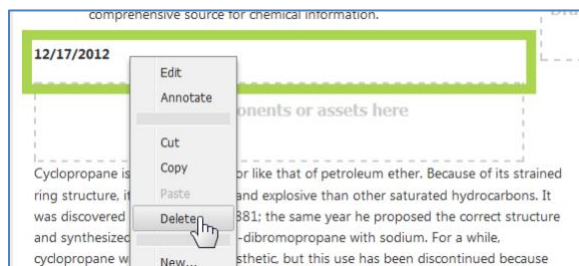 comprehensive source for chemical information.
12/17/2012
Edit
Annotate
onents or assets here
Cut
Copy
Paste
Delete
New...
Cyclopropane is or like that of petroleum ether. Because of its strained
ring structure, it and explosive than other saturated hydrocarbons. It
was discovered 881; the same year he proposed the correct structure
and synthesized -dibromopropane with sodium. For a while,
cyclopropane w sthetic, but this use has been discontinued because